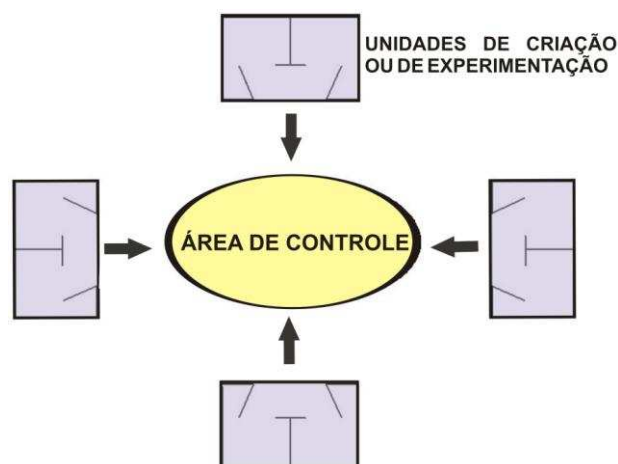 UNIDADES DE CRIAÇÃO
OU DE EXPERIMENTAÇÃO
ÁREA DE CONTROLE